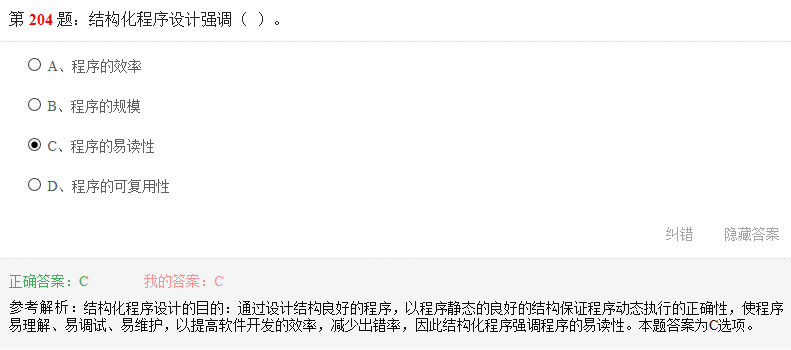 第 204 题：结构化程序设计强调（ ）。
A、程序的效率
B、程序的规模
C、程序的易读性
D、程序的可复用性
纠错 隐藏答案
正确答案：C 我的答案：C
参考解析：结构化程序设计的目的：通过设计结构良好的程序，以程序静态的良好的结构保证程序动态执行的正确性，使程序
易理解、易调试、易维护，以提高软件开发的效率，减少出错率，因此结构化程序强调程序的易读性。本题答案为C选项。